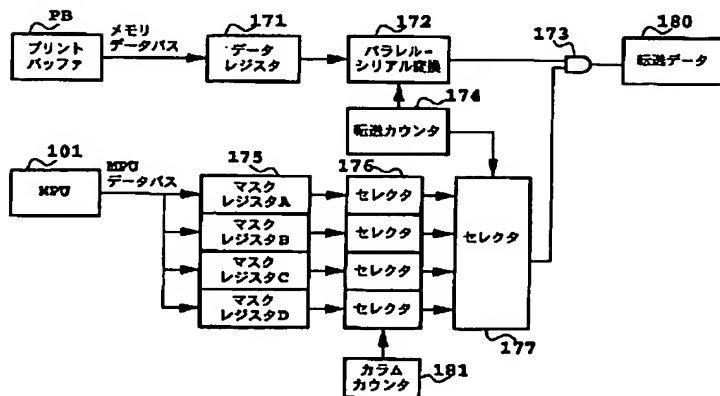 PB
プリント
バッファ
メモリ
データバス
171
データ
レジスタ
172
パラレル-
シリアル変換
173
180
転送データ
174
転送カウンタ
101
MPU
MPU
データバス
175
マスク
レジスタA
マスク
レジスタB
マスク
レジスタC
マスク
レジスタD
176
セレクタ
セレクタ
セレクタ
セレクタ
セレクタ
177
カラム
カウンタ
181